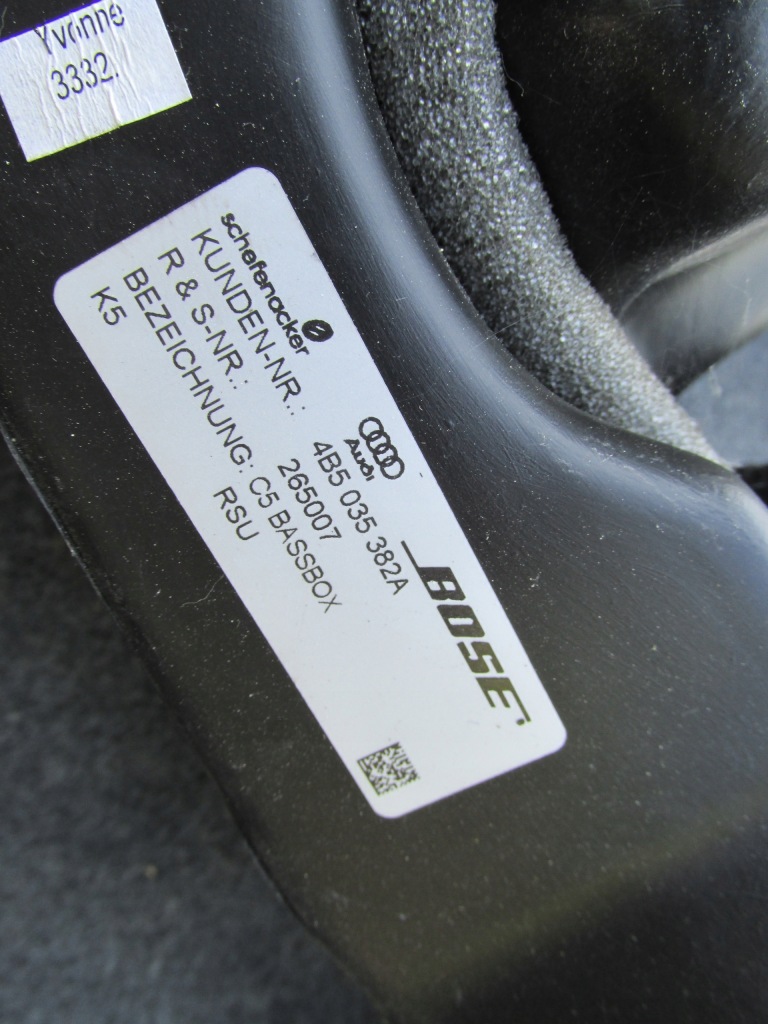 Yvonne
3332.
schefenacker
Audi
BOSE
KUNDEN-NR.: 4B5 035 382A
R & S-NR.: 265007
BEZEICHNUNG: C5 BASSBOX
K5 RSU